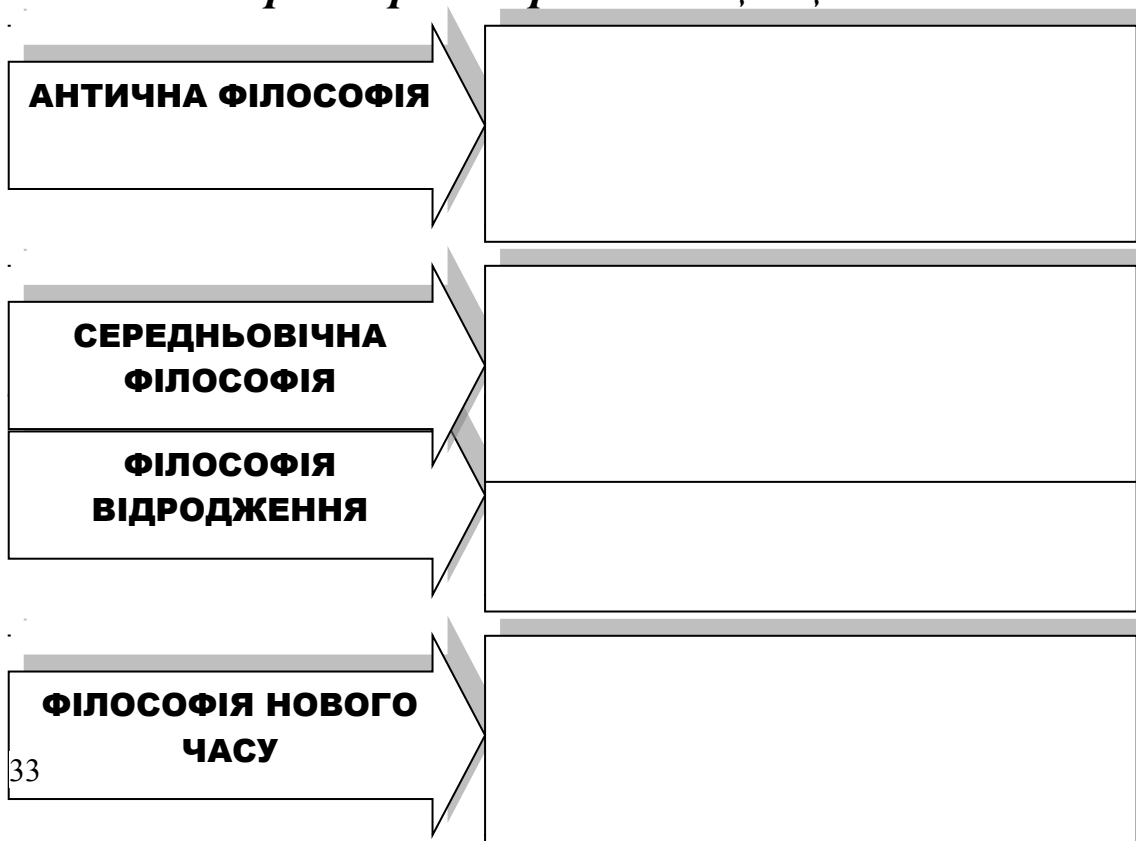 АНТИЧНА ФІЛОСОФІЯ
СЕРЕДНЬОВІЧНА
ФІЛОСОФІЯ
ФІЛОСОФІЯ
ВІДРОДЖЕННЯ
ФІЛОСОФІЯ НОВОГО
ЧАСУ
33